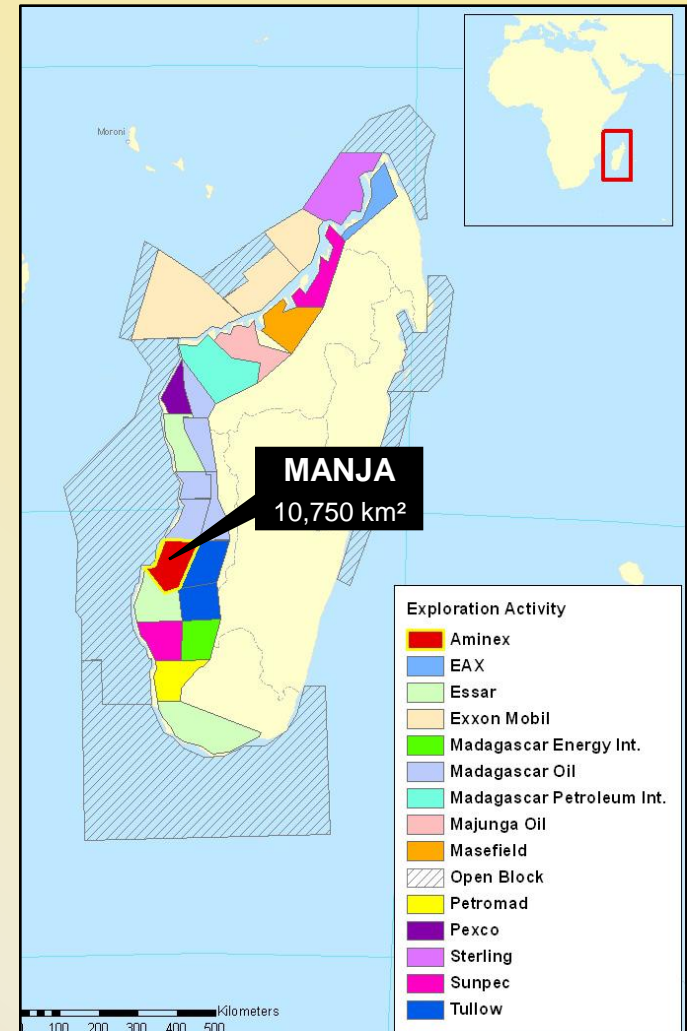 Moroni
MANJA
10,750 km²
Exploration Activity
Aminex
EAX
Essar
Exxon Mobil
Madagascar Energy Int.
Madagascar Oil
Madagascar Petroleum Int.
Majunga Oil
Masefield
Open Block
Petromad
Pexco
Sterling
Sunpec
Tullow
Kilometers
100 200 300 400 500